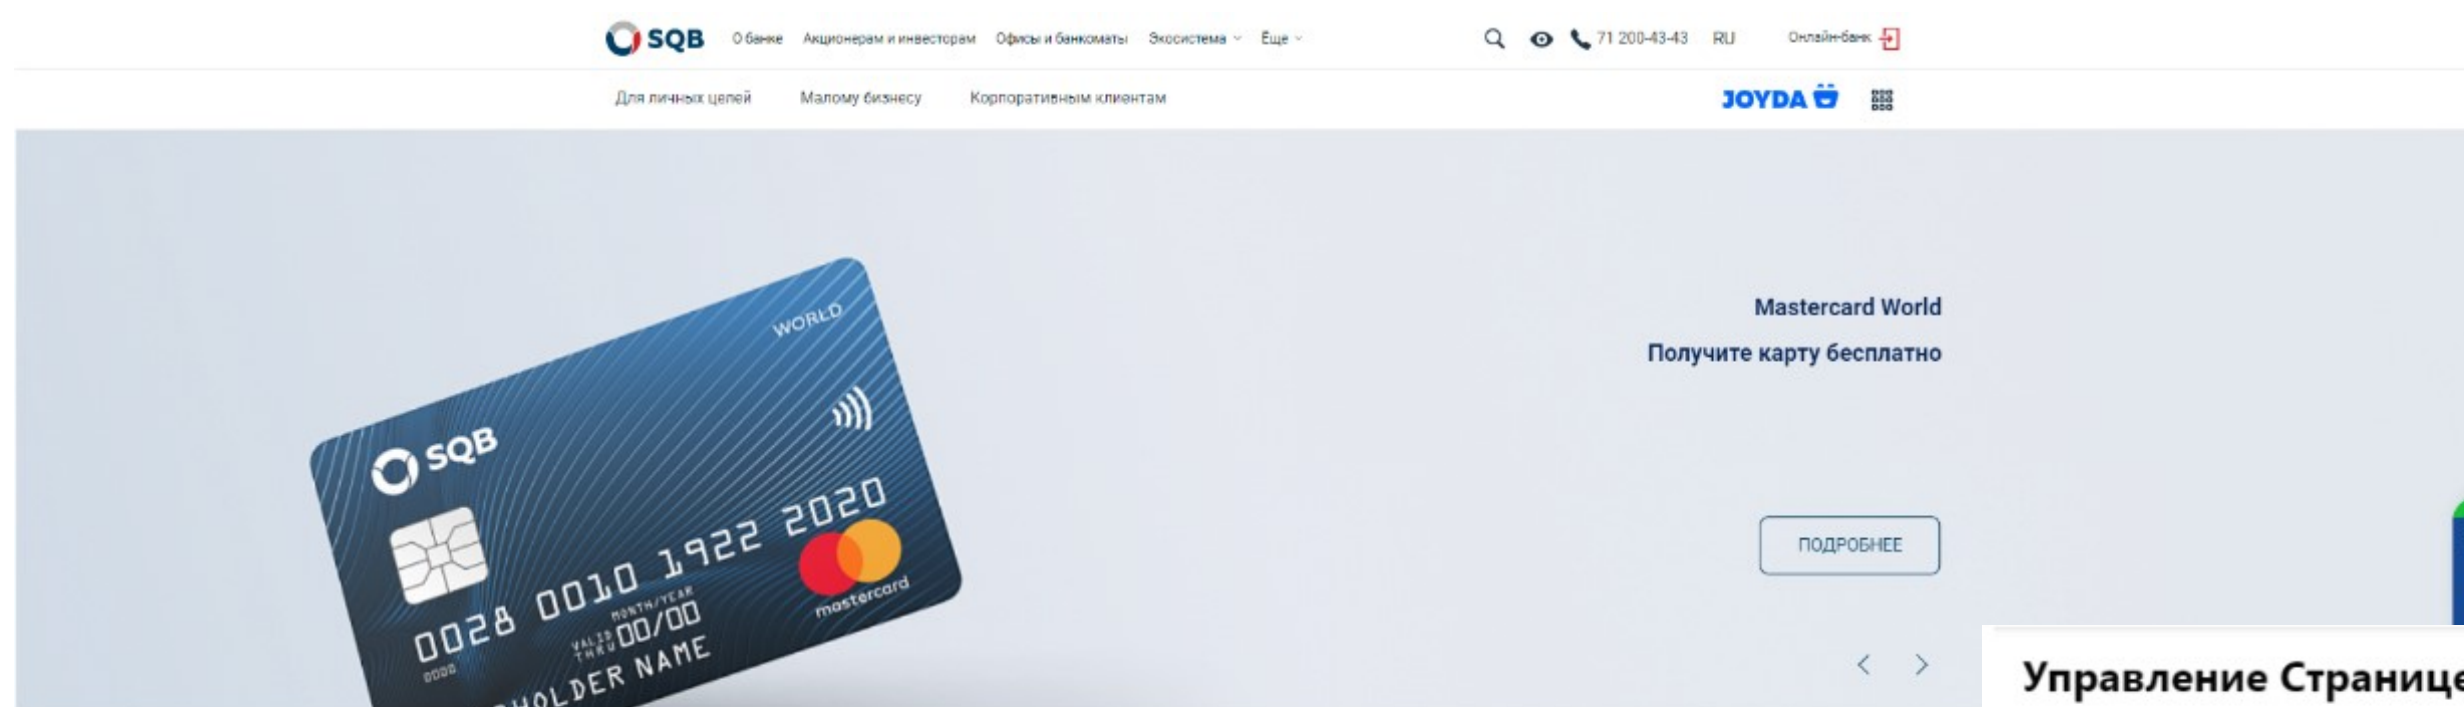 SQB О банке Акционерам и инвесторам Офисы и банкоматы Экосистема Еще 71 200-43-43 RU Онлайн-банк
Для личных целей Малому бизнесу Корпоративным клиентам JOYDA
WORLD
SQB
0028 0010 1922 2020
0000
MONTH/YEAR
VALID THRU 00/00
HOLDER NAME
mastercard
Mastercard World
Получите карту бесплатно
ПОДРОБНЕЕ
Управление Странице